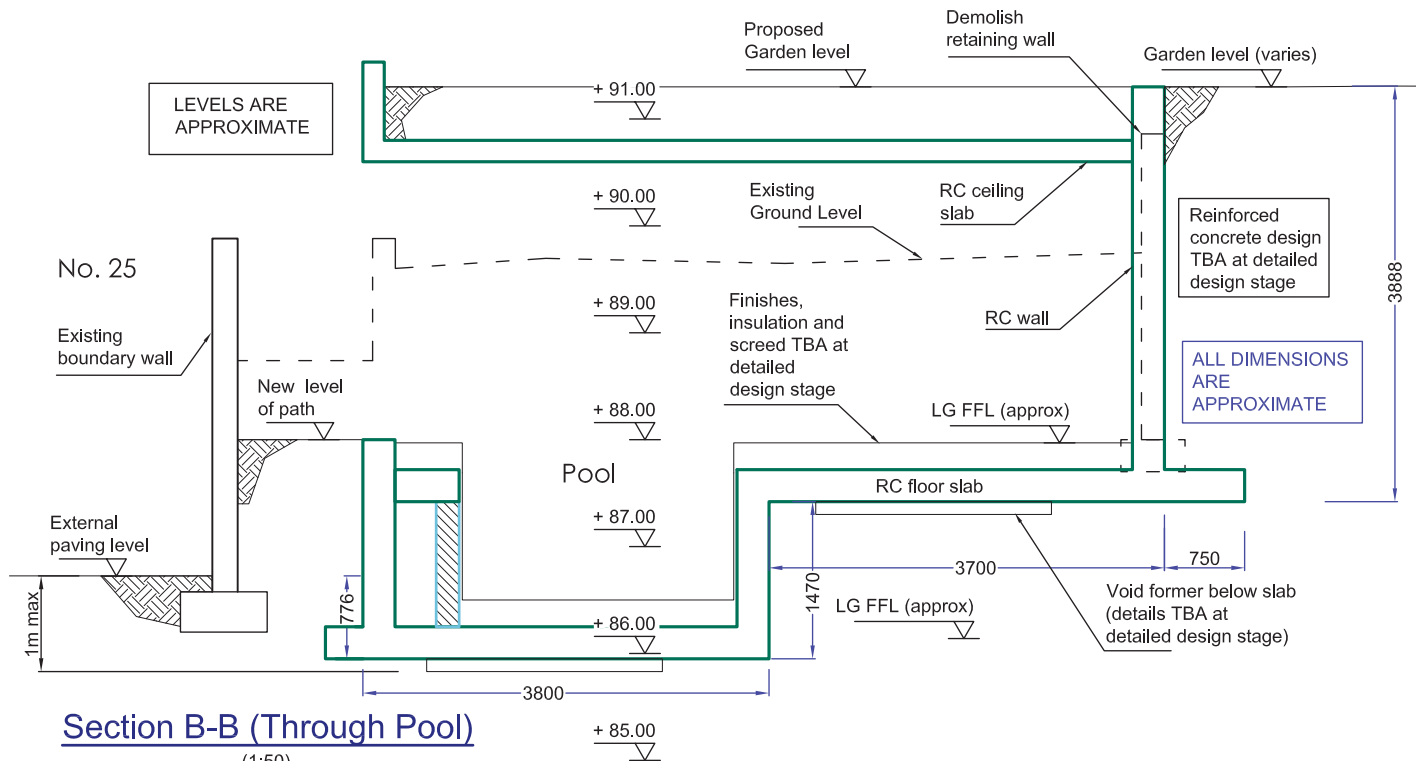 Proposed
Garden level
Demolish
retaining wall
Garden level (varies)
LEVELS ARE
APPROXIMATE
+ 91.00
+ 90.00
Existing
Ground Level
RC ceiling
slab
Reinforced
concrete design
TBA at detailed
design stage
3888
No. 25
+ 89.00
Finishes,
insulation and
screed TBA at
detailed
design stage
RC wall
Existing
boundary wall
ALL DIMENSIONS
ARE
APPROXIMATE
New level
of path
+ 88.00
LG FFL (approx)
Pool
RC floor slab
External
paving level
+ 87.00
3700
750
1m max
776
1470
+ 86.00
LG FFL (approx)
Void former below slab
(details TBA at
detailed design stage)
3800
Section B-B (Through Pool)
(1:50)
+ 85.00